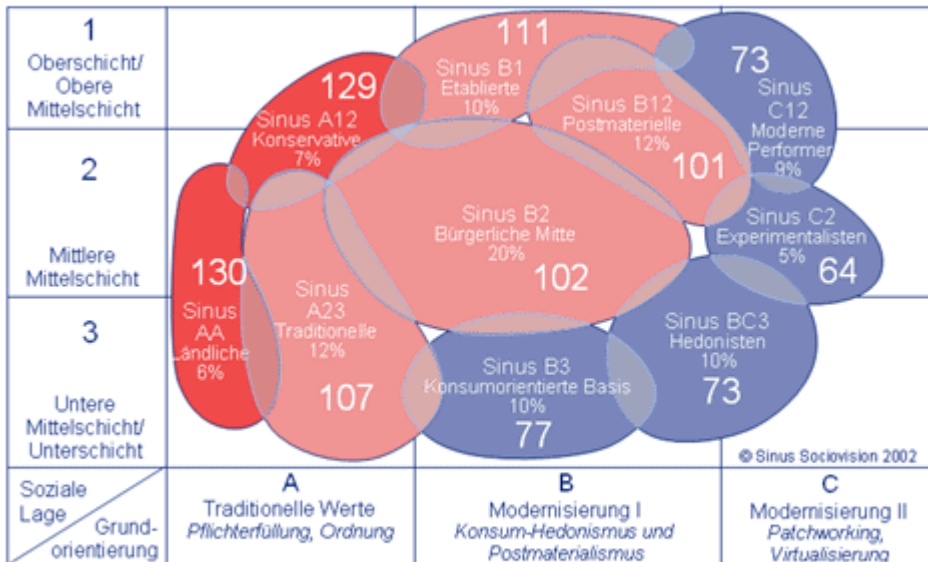 1
Oberschicht/
Obere
Mittelschicht
2
Mittlere
Mittelschicht
3
Untere
Mittelschicht/
Unterschicht
129
Sinus A12
Konservative
7%
111
Sinus B1
Etablierte
10%
Sinus B12
Postmaterielle
12%
101
73
Sinus
C12
Moderne
Performer
9%
130
Sinus
AA
Ländliche
6%
Sinus
A23
Traditionelle
12%
107
Sinus B2
Bürgerliche Mitte
20%
102
Sinus C2
Experimentalisten
5%
64
Sinus B3
Konsumorientierte Basis
10%
77
Sinus BC3
Hedonisten
10%
73
© Sinus Sociovision 2002
Soziale
Lage
Grund-
orientierung
A
Traditionelle Werte
Pflichterfüllung, Ordnung
B
Modernisierung I
Konsum-Hedonismus und
Postmaterialismus
C
Modernisierung II
Patchworking,
Virtualisierung